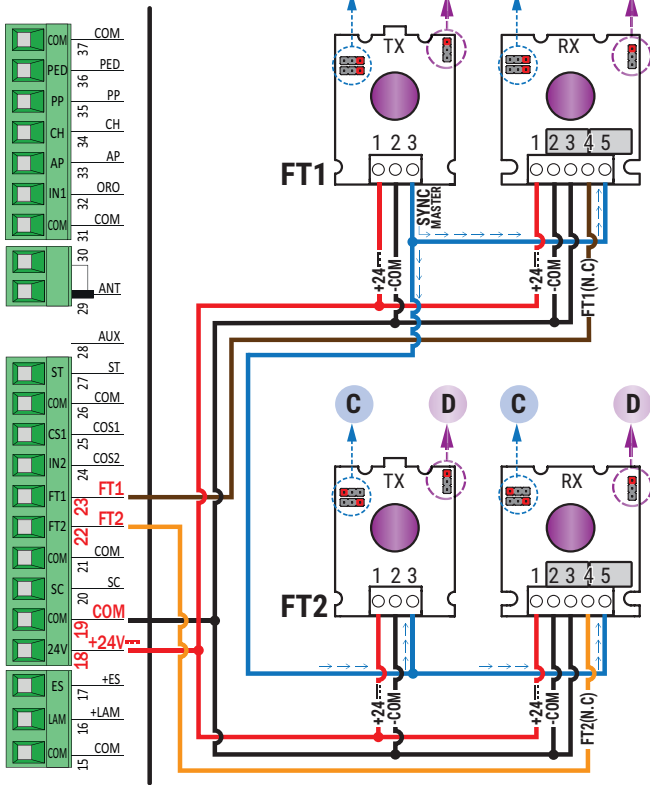 COM 37 COM
PED 36 PED
PP 35 PP
CH 34 CH
AP 33 AP
IN1 32 ORO
COM 31 COM
30
29 ANT
28 AUX
ST 27 ST
COM 26 COM
CS1 25 COS1
IN2 24 COS2
FT1 23 FT1
FT2 22 FT2
COM 21 COM
SC 20 SC
COM 19 COM
24V 18 +24V
ES 17 +ES
LAM 16 +LAM
COM 15 COM
TX
1 2 3
FT1
RX
1 2 3 4 5
SYNC
MASTER
+24
-COM
+24
-COM
FT1(N.C)
C
D
C
D
TX
1 2 3
FT2
RX
1 2 3 4 5
+24
-COM
+24
-COM
FT2(N.C)